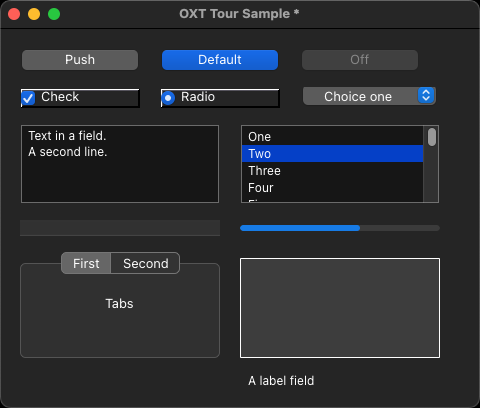 OXT Tour Sample *
Push
Default
Off
Check
Radio
Choice one
Text in a field.
A second line.
One
Two
Three
Four
First
Second
Tabs
A label field